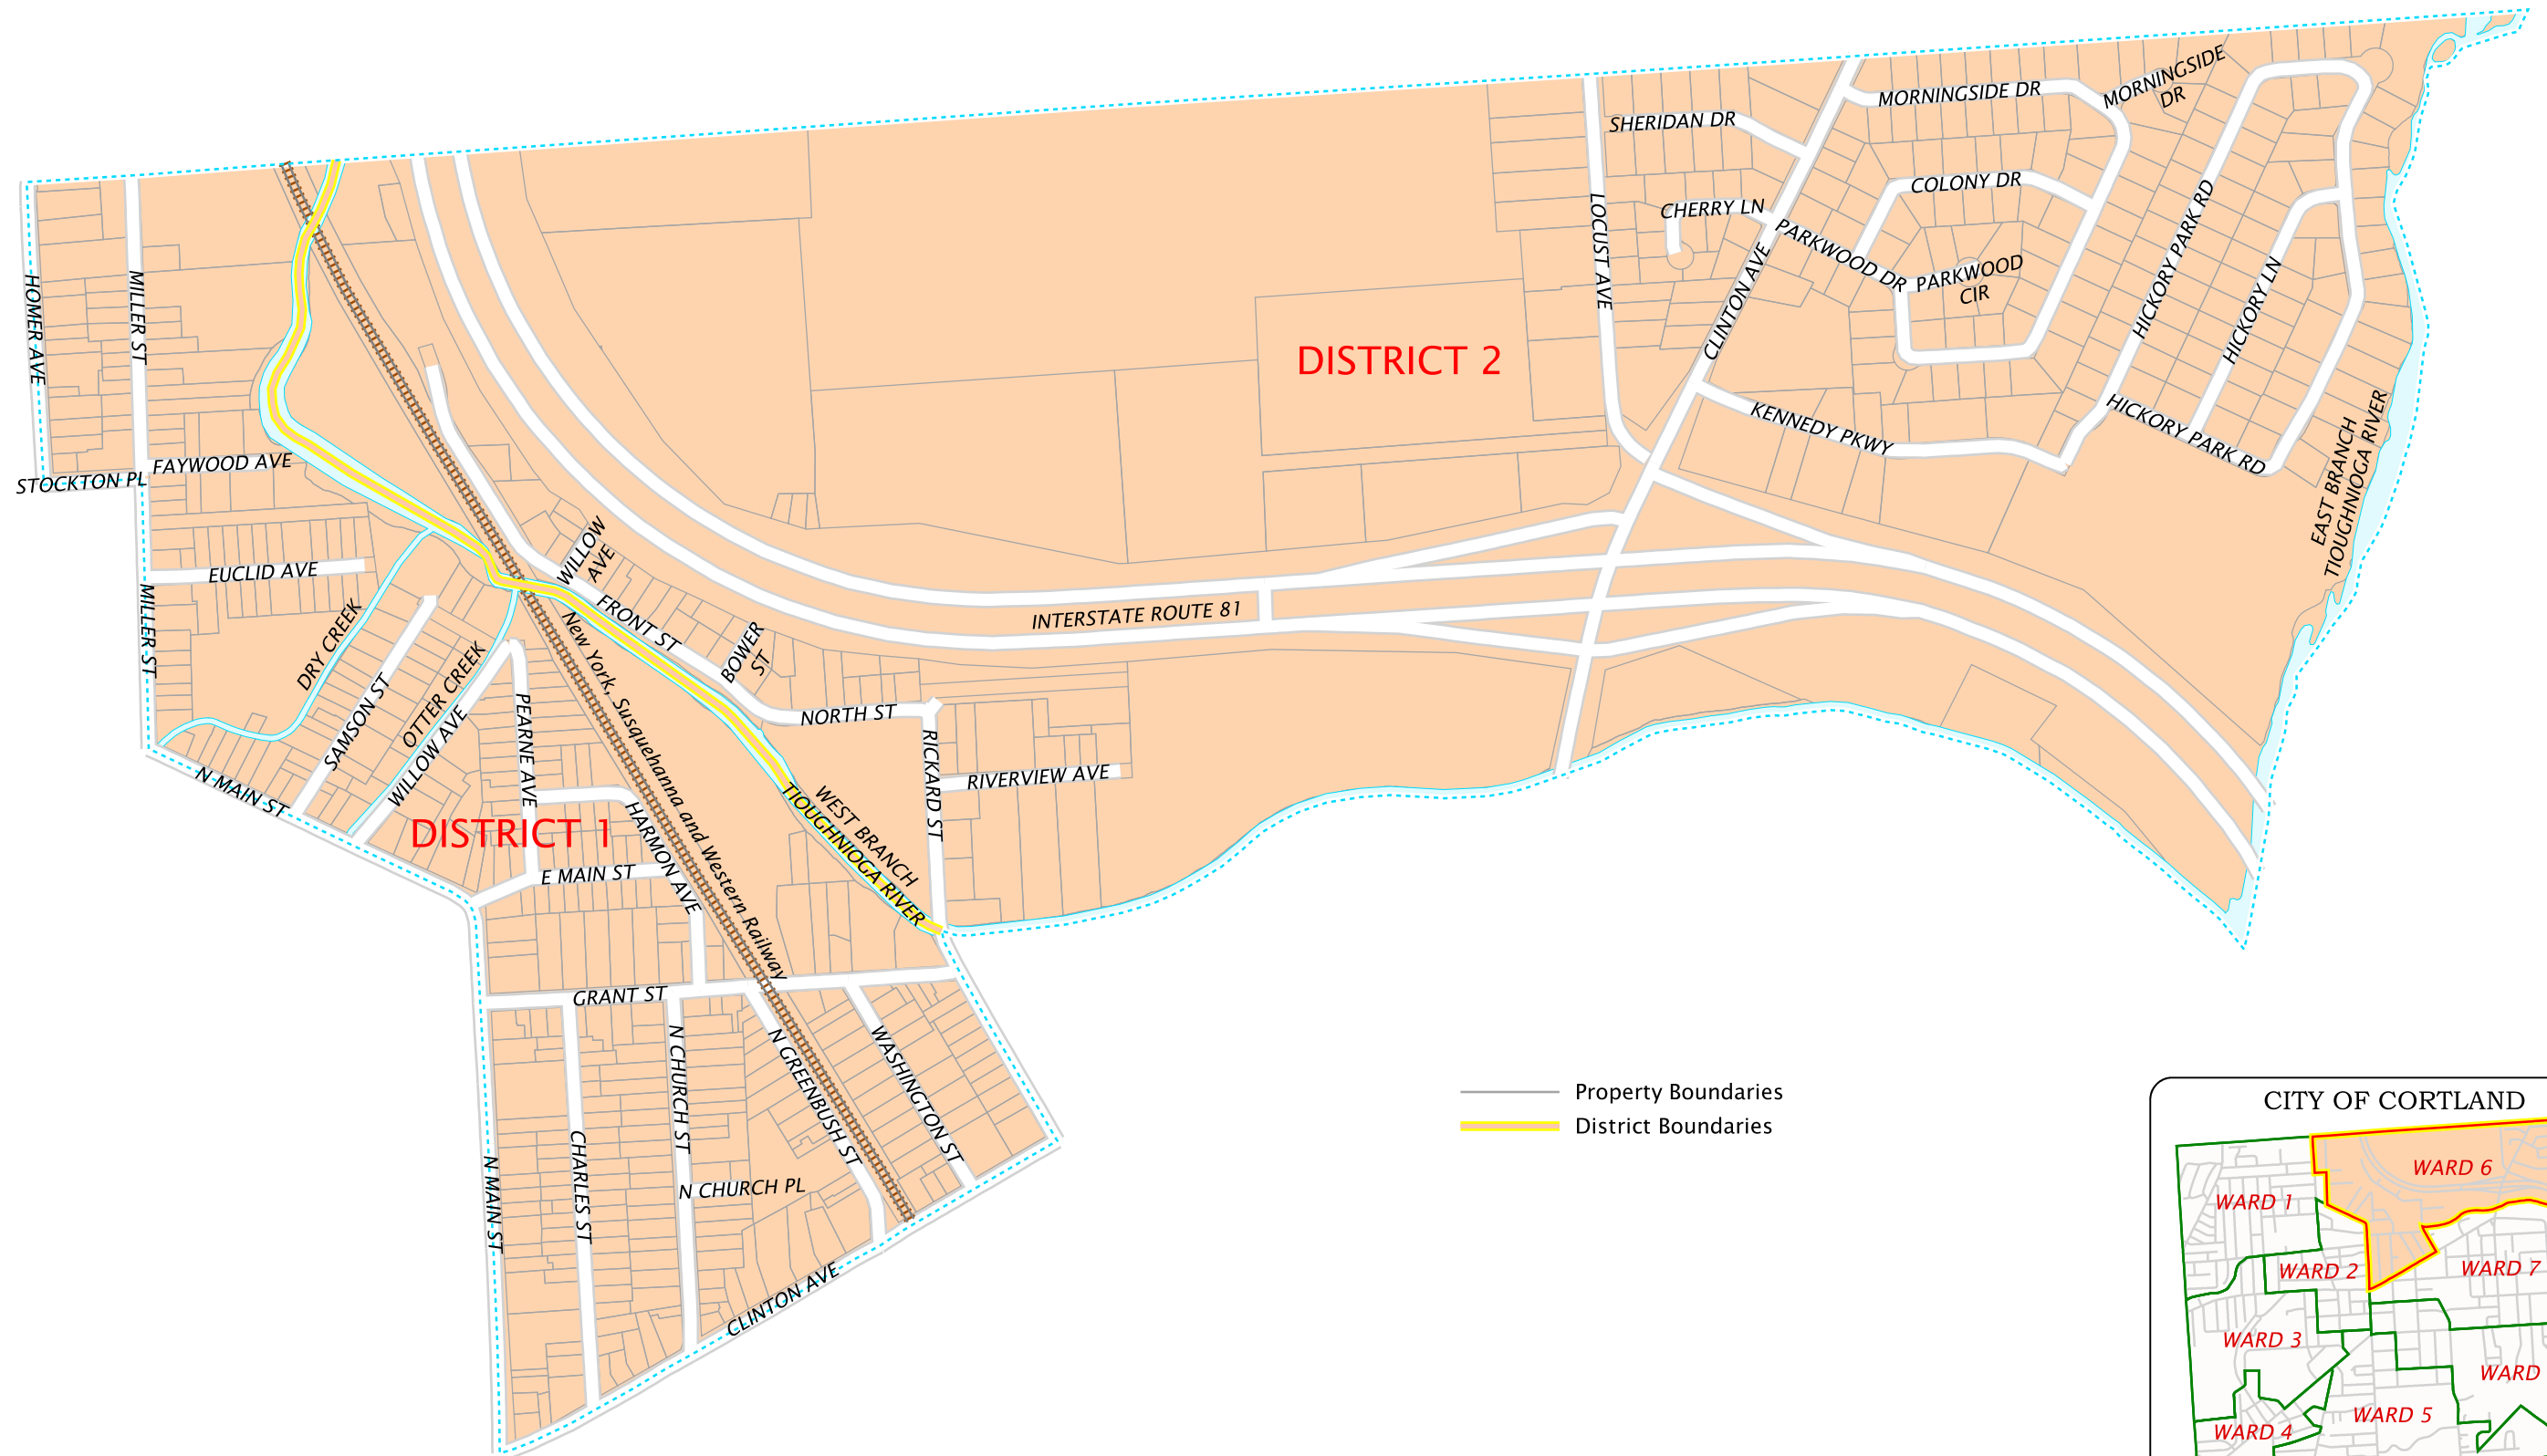 MORNINGSIDE DR
MORNINGSIDE
DR
SHERIDAN DR
COLONY DR
CHERRY LN
PARKWOOD DR
PARKWOOD
CIR
LOCUST AVE
CLINTON AVE
HICKORY PARK RD
HICKORY LN
HICKORY PARK RD
KENNEDY PKWY
EAST BRANCH
TIOUGHNIOGA RIVER
DISTRICT 2
HOMER AVE
MILLER ST
FAYWOOD AVE
STOCKTON PL
EUCLID AVE
MILLER ST
WILLOW
AVE
FRONT ST
BOWER
ST
INTERSTATE ROUTE 81
DRY CREEK
SAMSON ST
OTTER CREEK
WILLOW AVE
PEARNE AVE
New York, Susquehanna and Western Railway
NORTH ST
RICKARD ST
RIVERVIEW AVE
WEST BRANCH
TIOUGHNIOGA RIVER
N MAIN ST
DISTRICT 1
HARMON AVE
E MAIN ST
GRANT ST
N CHURCH ST
N GREENBUSH ST
WASHINGTON ST
CHARLES ST
N MAIN ST
N CHURCH PL
CLINTON AVE
Property Boundaries
District Boundaries
CITY OF CORTLAND
WARD 6
WARD 1
WARD 2
WARD 7
WARD 3
WARD
WARD 5
WARD 4